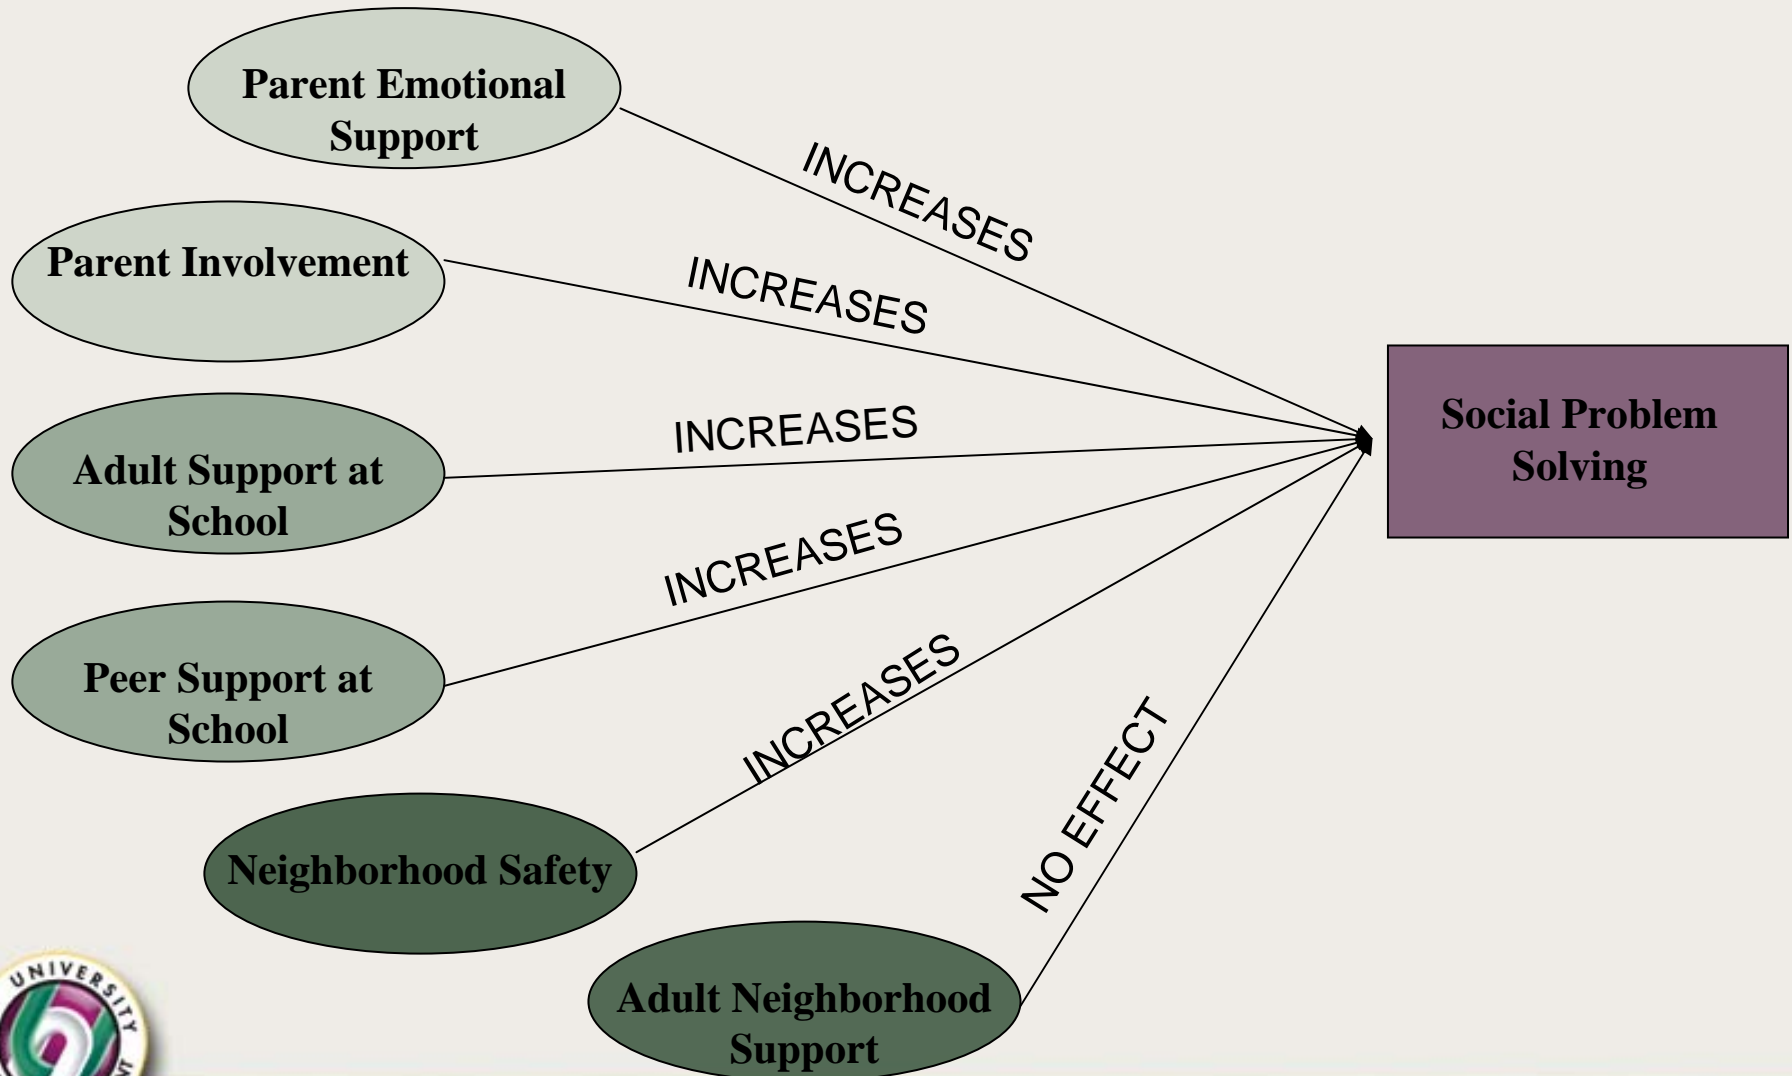 Parent Emotional
Support
INCREASES
Parent Involvement
INCREASES
Adult Support at
School
INCREASES
Social Problem
Solving
Peer Support at
School
INCREASES
Neighborhood Safety
INCREASES
Adult Neighborhood
Support
NO EFFECT
UNIVERSITY